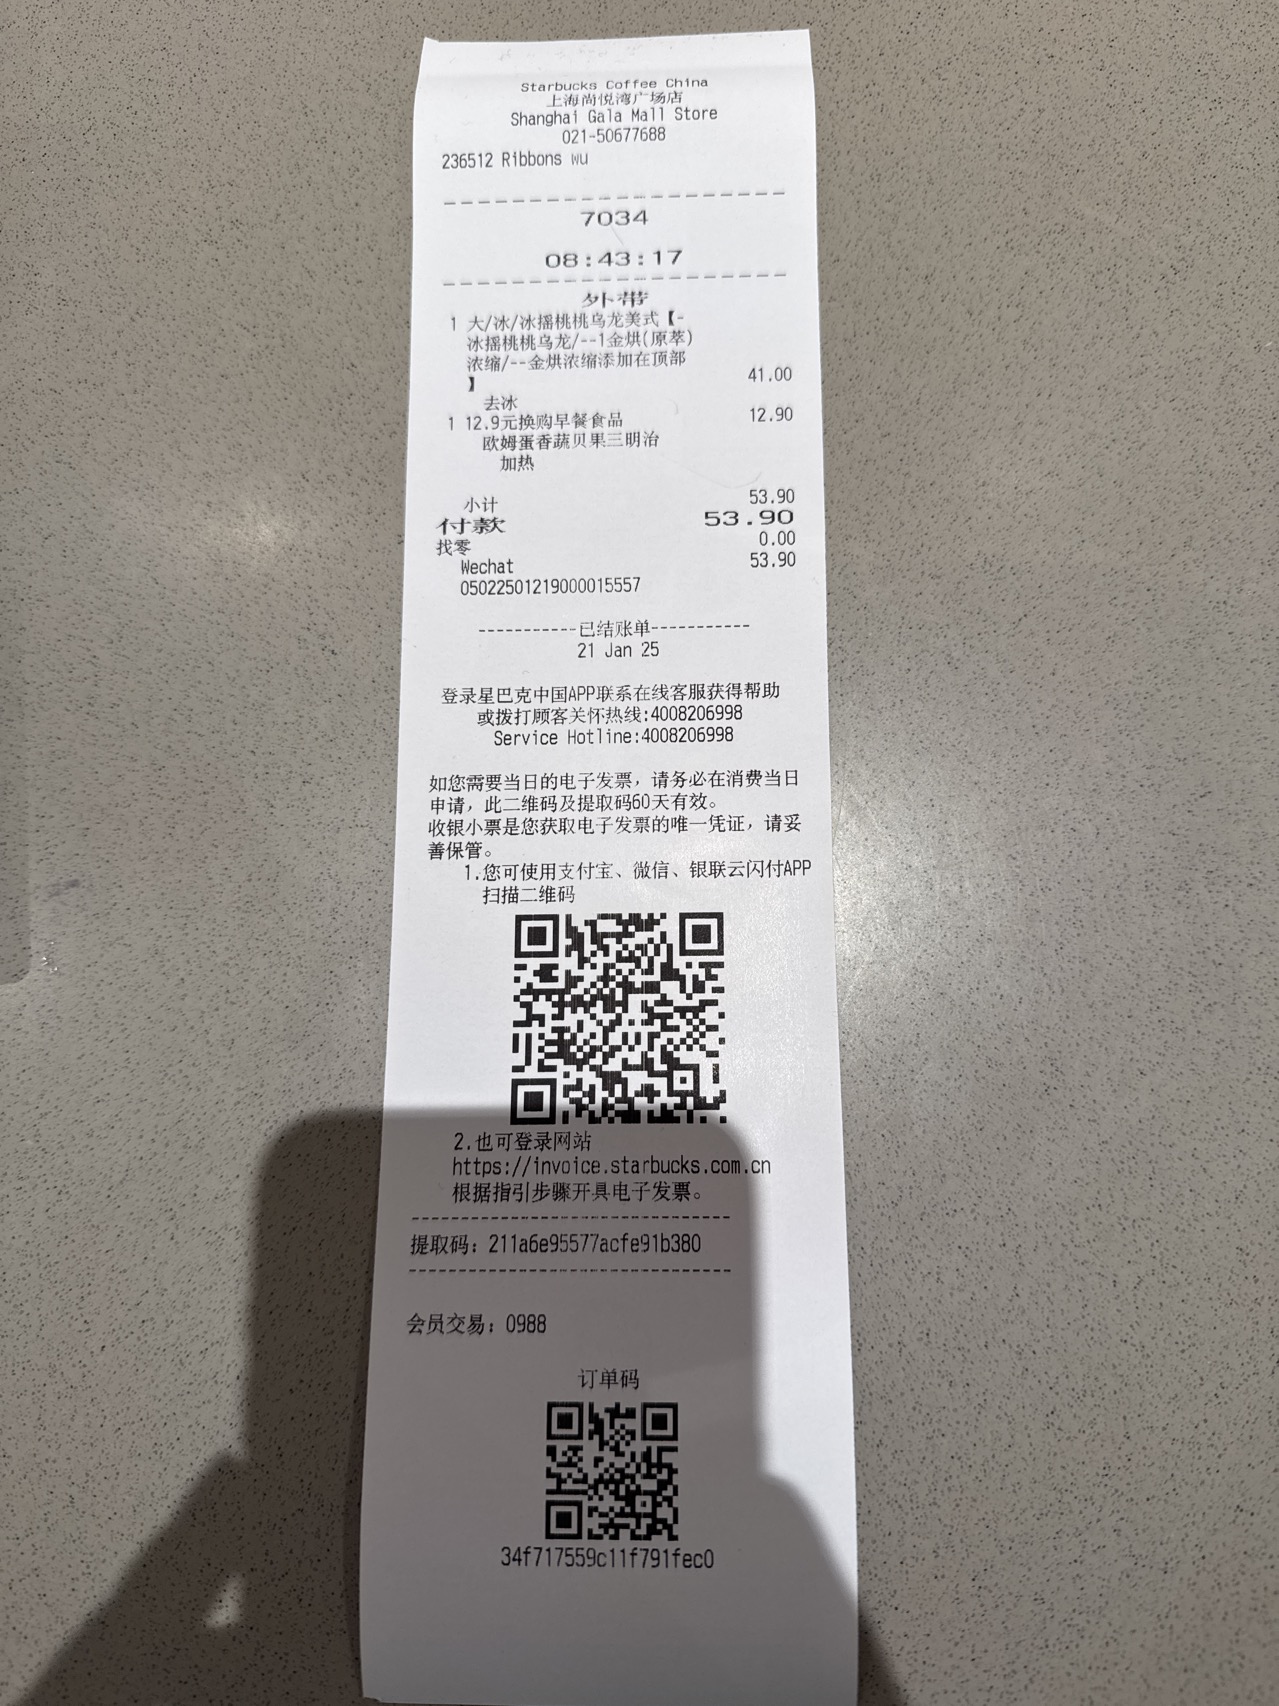 Starbucks Coffee China
上海尚悦湾广场店
Shanghai Gala Mall Store
021-50677688
236512 Ribbons wu
7034
08:43:17
外带
1 大/冰/冰摇桃桃乌龙美式【-
冰摇桃桃乌龙/--1金烘(原萃)
浓缩/--金烘浓缩添加在顶部
】 41.00
去冰
1 12.9元换购早餐食品 12.90
欧姆蛋香蔬贝果三明治
加热
小计 53.90
付款 53.90
找零 0.00
Wechat 53.90
05022501219000015557
-----------已结账单-----------
21 Jan 25
登录星巴克中国APP联系在线客服获得帮助
或拨打顾客关怀热线:4008206998
Service Hotline:4008206998
如您需要当日的电子发票，请务必在消费当日
申请，此二维码及提取码60天有效。
收银小票是您获取电子发票的唯一凭证，请妥
善保管。
1.您可使用支付宝、微信、银联云闪付APP
扫描二维码
2.也可登录网站
https://invoice.starbucks.com.cn
根据指引步骤开具电子发票。
提取码：211a6e95577acfe91b380
会员交易：0988
订单码
34f717559c11f791fec0